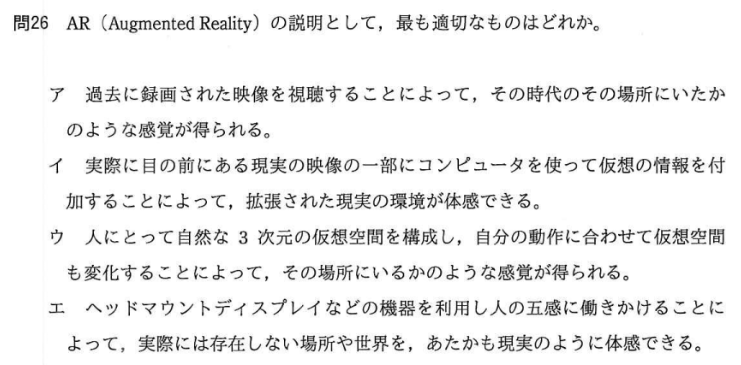 問26 AR（Augmented Reality）の説明として，最も適切なものはどれか。
ア 過去に録画された映像を視聴することによって，その時代のその場所にいたか
のような感覚が得られる。
イ 実際に目の前にある現実の映像の一部にコンピュータを使って仮想の情報を付
加することによって，拡張された現実の環境が体感できる。
ウ 人にとって自然な 3 次元の仮想空間を構成し，自分の動作に合わせて仮想空間
も変化することによって，その場所にいるかのような感覚が得られる。
エ ヘッドマウントディスプレイなどの機器を利用し人の五感に働きかけることに
よって，実際には存在しない場所や世界を，あたかも現実のように体感できる。